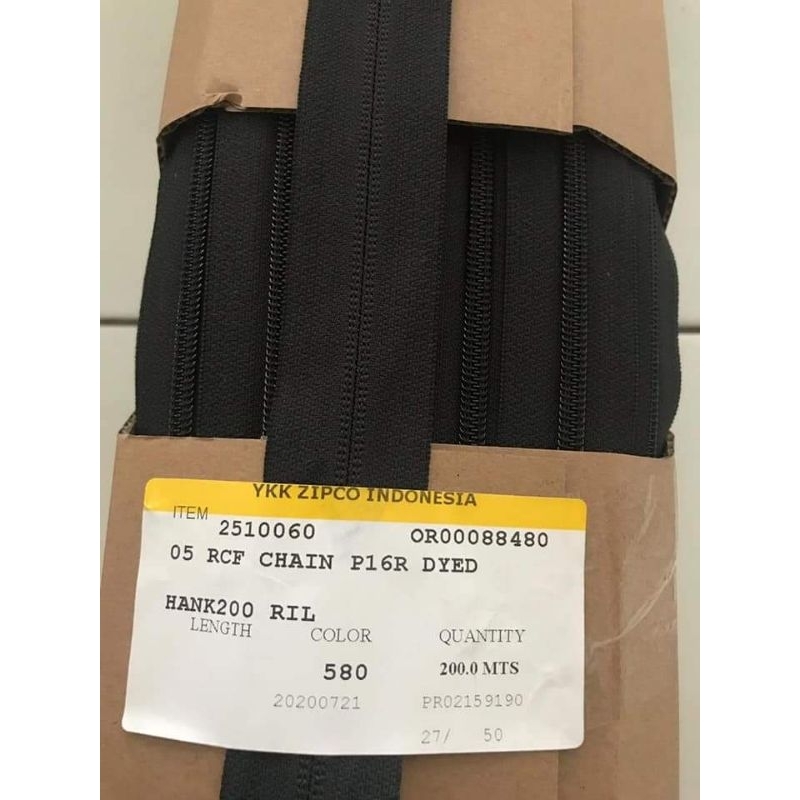 YKK ZIPCO INDONESIA
ITEM 2510060 OR00088480
05 RCF CHAIN P16R DYED
HANK200 RIL
LENGTH COLOR QUANTITY
580 200.0 MTS
20200721 PR02159190
27/ 50